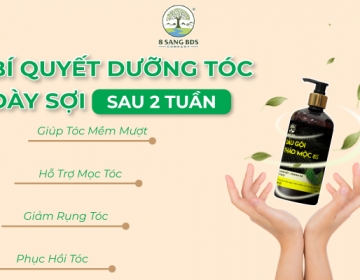 8 SANG BDS
COMPANY
BÍ QUYẾT DƯỠNG TÓC
DÀY SỢI SAU 2 TUẦN
Giúp Tóc Mềm Mượt
Hỗ Trợ Mọc Tóc
Giảm Rụng Tóc
Phục Hồi Tóc
DẦU GỘI
THẢO MỘC